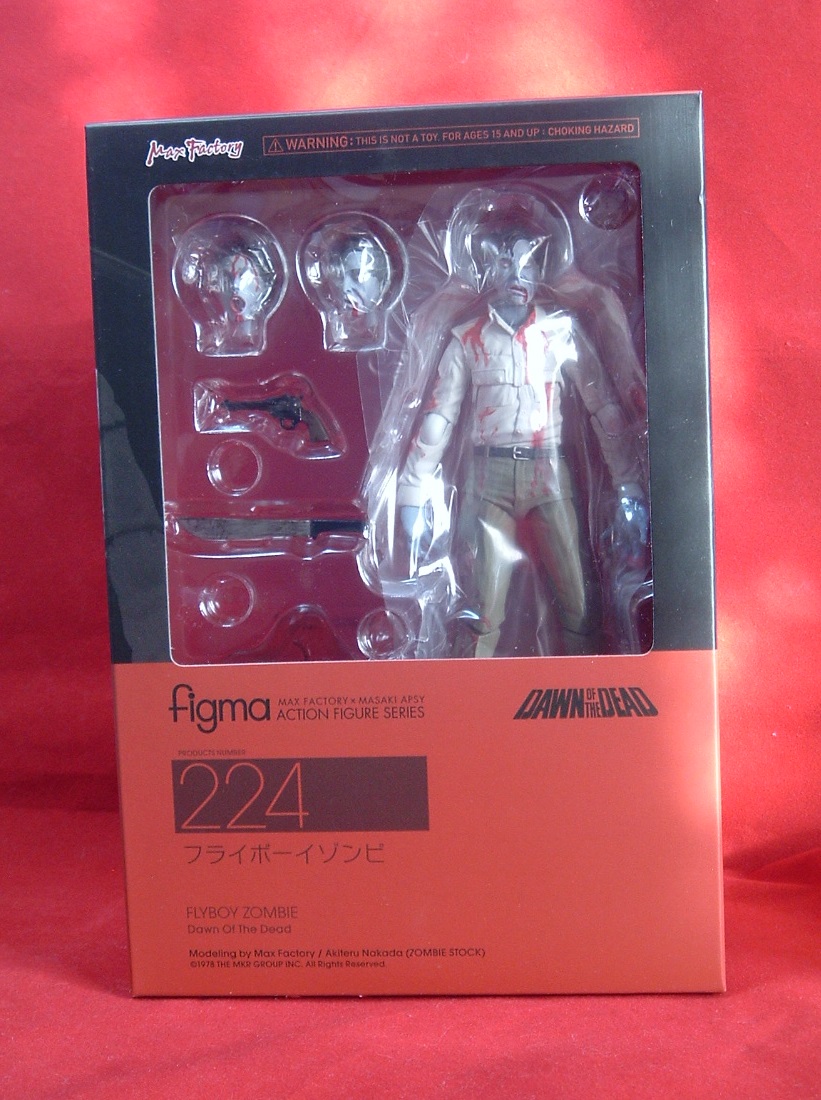 Max Factory
WARNING: THIS IS NOT A TOY. FOR AGES 15 AND UP : CHOKING HAZARD
figma
MAX FACTORY × MASAKI APSY
ACTION FIGURE SERIES
DAWN OF THE DEAD
PRODUCTS NUMBER
224
フライボーイゾンビ
FLYBOY ZOMBIE
Dawn Of The Dead
Modeling by Max Factory / Akiteru Nakada (ZOMBIE STOCK)
©1978 THE MKR GROUP INC. All Rights Reserved.